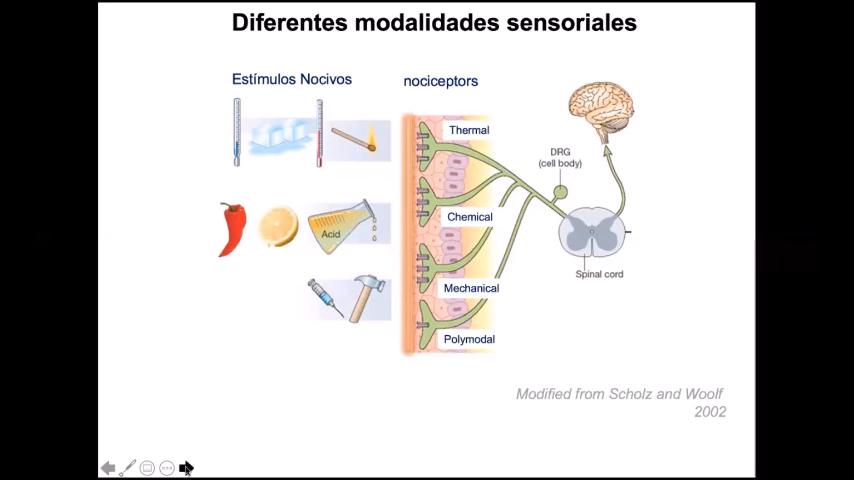 Diferentes modalidades sensoriales
Estímulos Nocivos
nociceptors
Thermal
DRG
(cell body)
Chemical
Acid
Spinal cord
Mechanical
Polymodal
Modified from Scholz and Woolf
2002